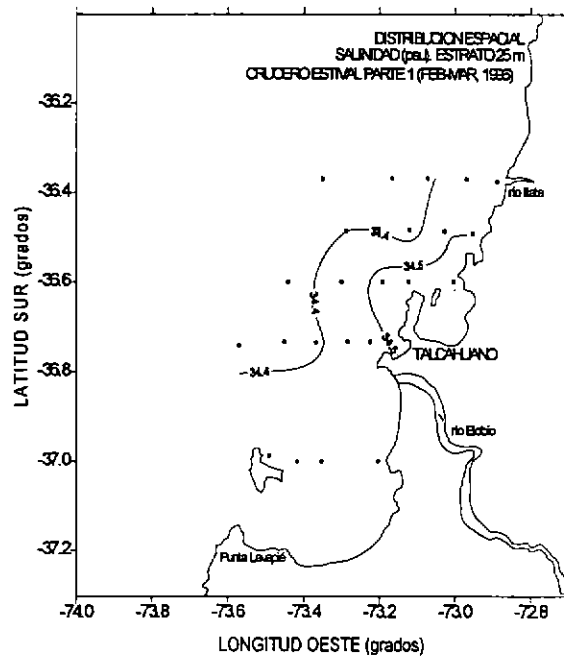 DISTRIBUCION ESPACIAL
SALINIDAD (psu). ESTRATO 25 m
CRUCERO ESTIVAL PARTE 1 (FEB-MAR,
-36.2
-36.4
-36.6
-36.8
-37.0
-37.2
LATITUD SUR (grados)
río Itata
34.4
34.5
34.4
34.5
34.4
TALCAHUANO
río Biobio
Punta Lavapié
-74.0
-73.8
-73.6
-73.4
-73.2
-73.0
-72.8
LONGITUD OESTE (grados)